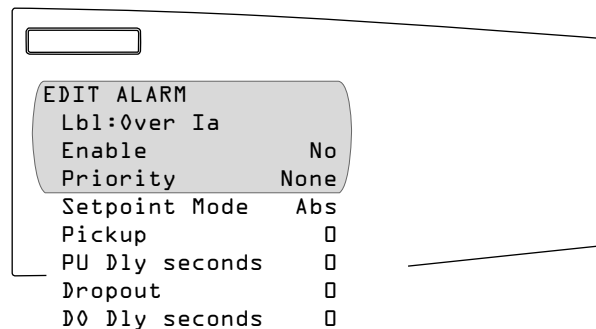 EDIT ALARM
Lbl:Over Ia
Enable No
Priority None
Setpoint Mode Abs
Pickup 0
PU Dly seconds 0
Dropout 0
DO Dly seconds 0